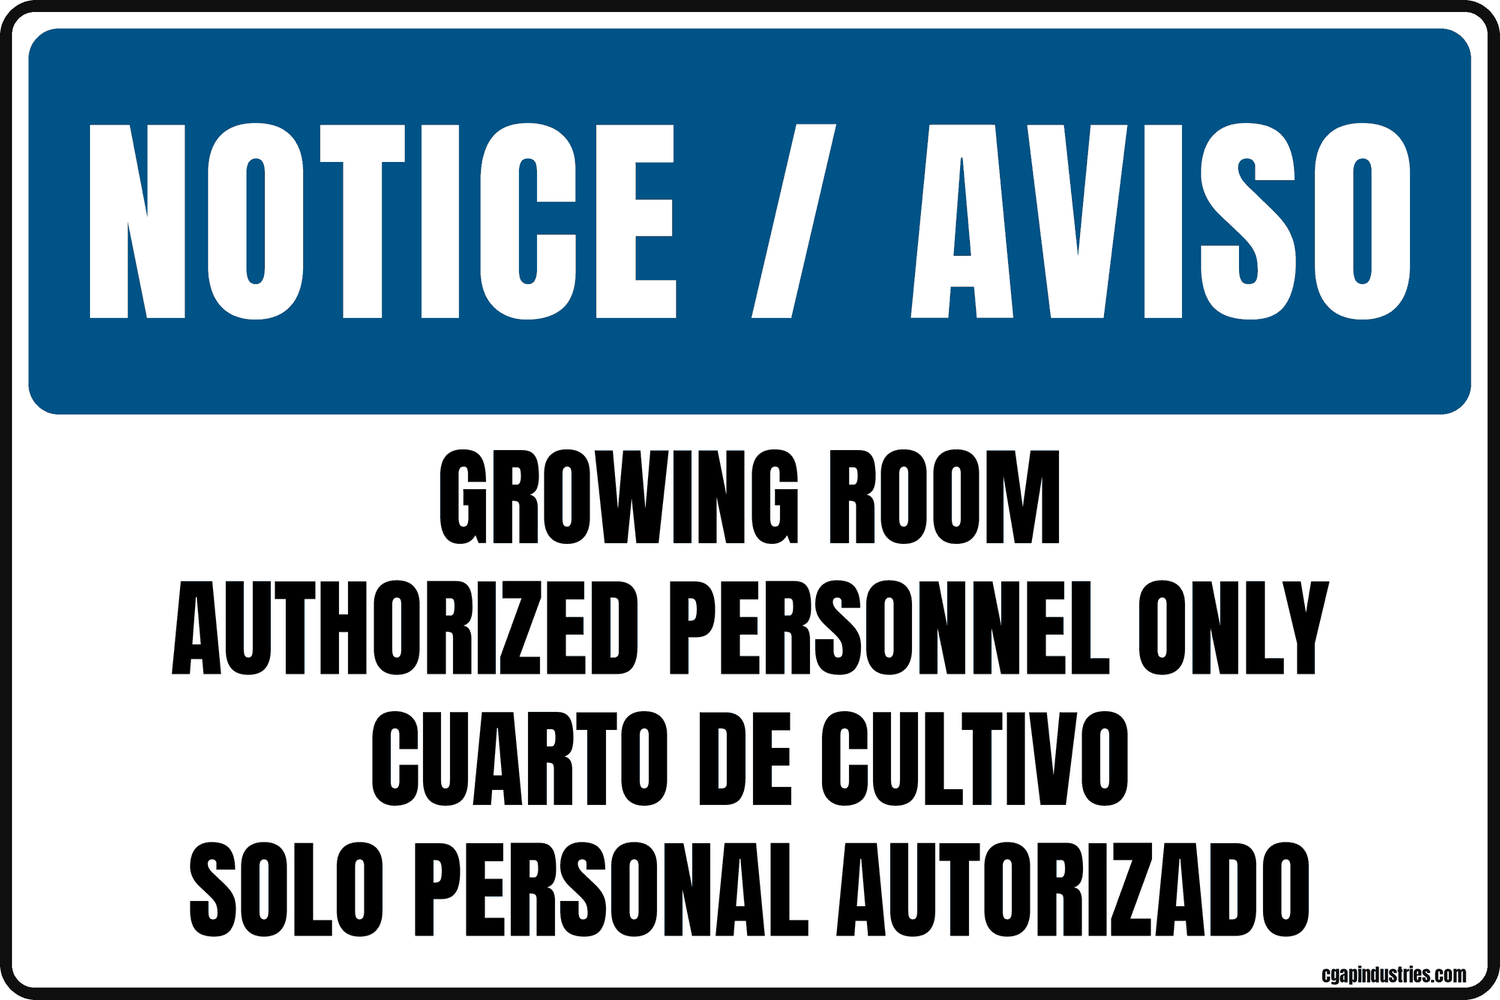 NOTICE / AVISO
GROWING ROOM
AUTHORIZED PERSONNEL ONLY
CUARTO DE CULTIVO
SOLO PERSONAL AUTORIZADO
cgapindustries.com